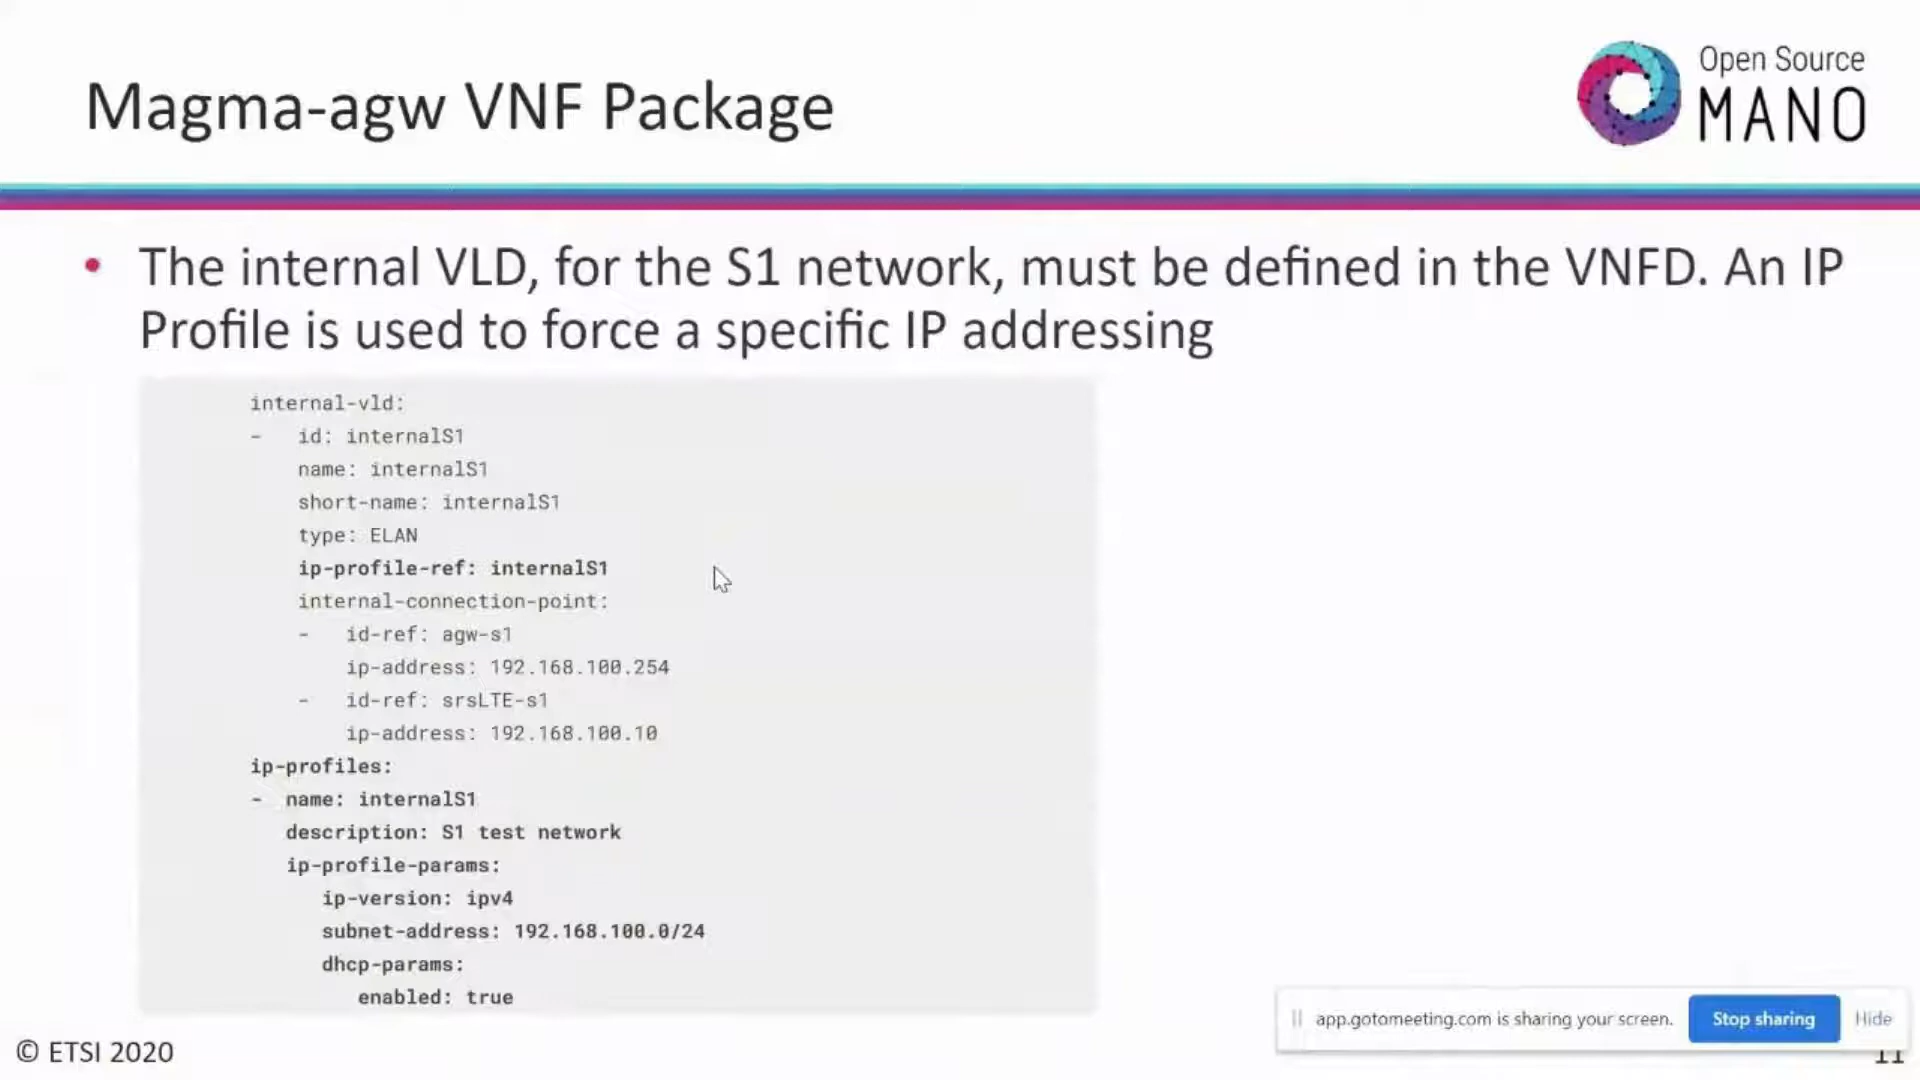 Magma-agw VNF Package
Open Source
MANO
• The internal VLD, for the S1 network, must be defined in the VNFD. An IP
Profile is used to force a specific IP addressing
internal-vld:
-   id: internalS1
    name: internalS1
    short-name: internalS1
    type: ELAN
    ip-profile-ref: internalS1
    internal-connection-point:
    -   id-ref: agw-s1
        ip-address: 192.168.100.254
    -   id-ref: srsLTE-s1
        ip-address: 192.168.100.10
ip-profiles:
-  name: internalS1
   description: S1 test network
   ip-profile-params:
      ip-version: ipv4
      subnet-address: 192.168.100.0/24
      dhcp-params:
         enabled: true
app.gotomeeting.com is sharing your screen.
Stop sharing
Hide
© ETSI 2020
11